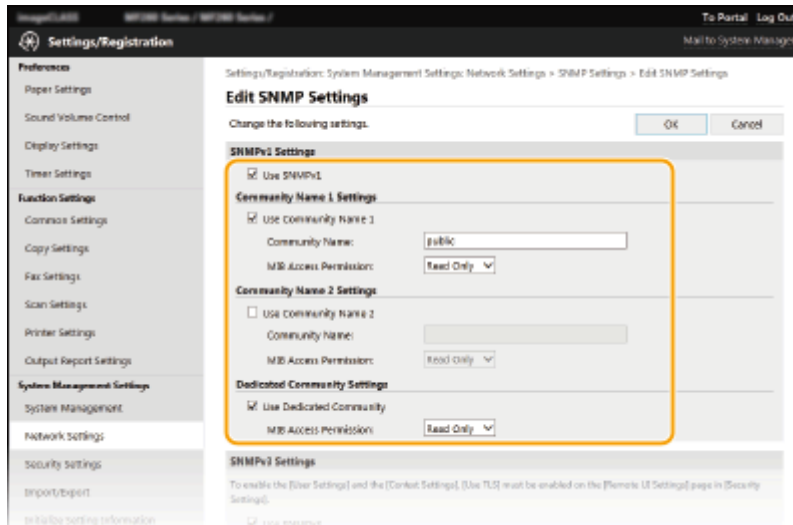 To Portal Log Out
Settings/Registration
Mail to System Manager
Preferences
Paper Settings
Sound Volume Control
Display Settings
Timer Settings
Function Settings
Common Settings
Copy Settings
Fax Settings
Scan Settings
Printer Settings
Output Report Settings
System Management Settings
System Management
Network Settings
Security Settings
Import/Export
Initialize Setting Information
Settings/Registration: System Management Settings: Network Settings > SNMP Settings > Edit SNMP Settings
Edit SNMP Settings
Change the following settings.
OK Cancel
SNMPv1 Settings
Use SNMPv1
Community Name 1 Settings
Use Community Name 1
Community Name: public
MIB Access Permission: Read Only
Community Name 2 Settings
Use Community Name 2
Community Name:
MIB Access Permission: Read Only
Dedicated Community Settings
Use Dedicated Community
MIB Access Permission: Read Only
SNMPv3 Settings
To enable the [User Settings] and the [Context Settings], [Use TLS] must be enabled on the [Remote UI Settings] page in [Security
Settings].
Use SNMPv3